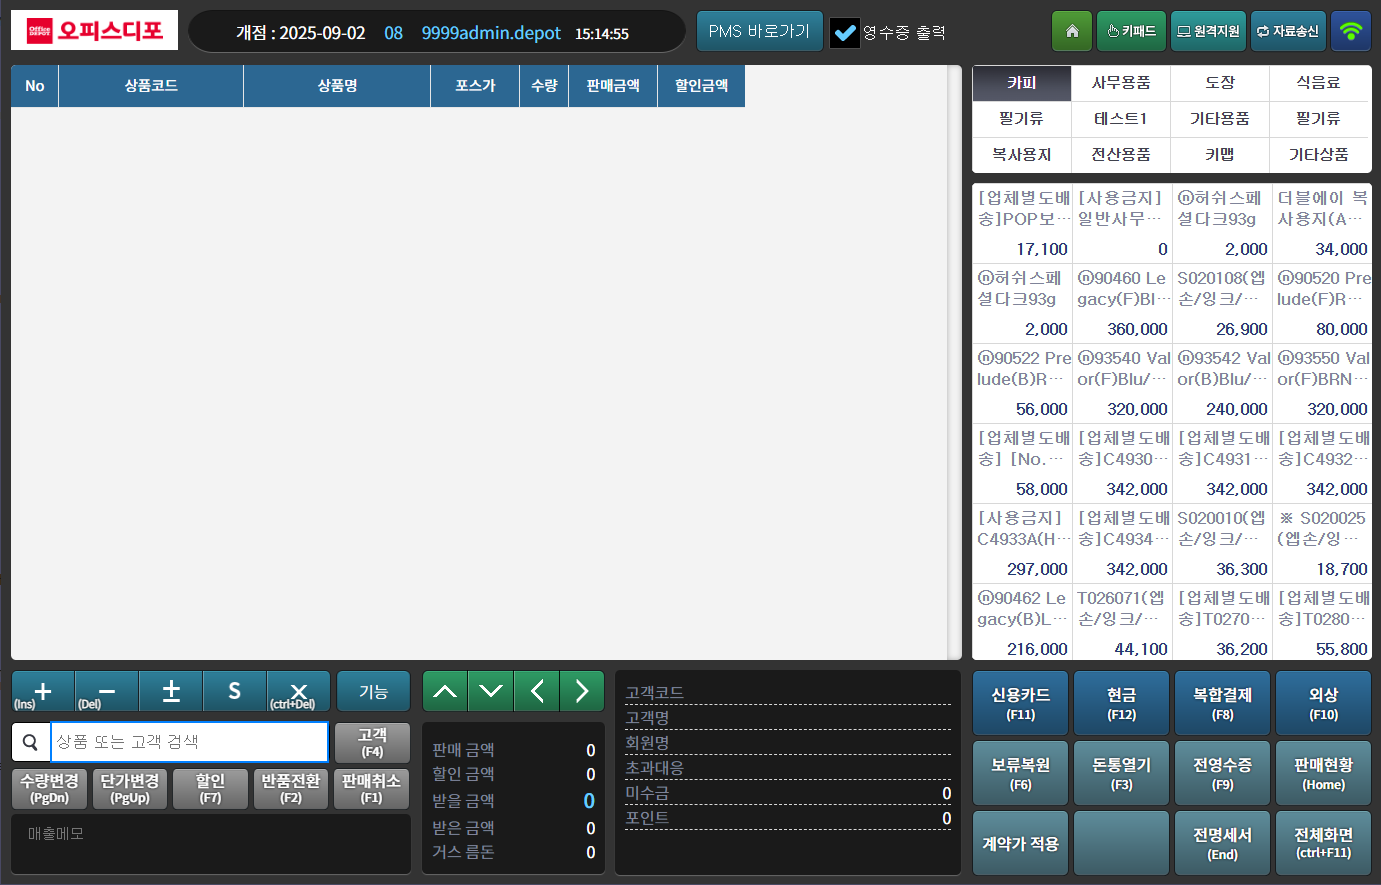 Office DEPOT 오피스디포
개점 : 2025-09-02 08 9999admin.depot 15:14:55
PMS 바로가기
영수증 출력
키패드
원격지원
자료송신
No 상품코드 상품명 포스가 수량 판매금액 할인금액
카피 사무용품 도장 식음료
필기류 테스트1 기타용품 필기류
복사용지 전산용품 키맵 기타상품
[업체별도배 [사용금지] ⓝ허쉬스페 더블에이 복
송]POP보··· 일반사무··· 셜다크93g 사용지(A···
17,100 0 2,000 34,000
ⓝ허쉬스페 ⓝ90460 Le S020108(엡 ⓝ90520 Pre
셜다크93g gacy(F)Bl··· 손/잉크/··· lude(F)R···
2,000 360,000 26,900 80,000
ⓝ90522 Pre ⓝ93540 Val ⓝ93542 Val ⓝ93550 Val
lude(B)R··· or(F)Blu/··· or(B)Blu/··· or(F)BRN···
56,000 320,000 240,000 320,000
[업체별도배 [업체별도배 [업체별도배 [업체별도배
송] [No.··· 송]C4930··· 송]C4931··· 송]C4932···
58,000 342,000 342,000 342,000
[사용금지] [업체별도배 S020010(엡 ※ S020025
C4933A(H··· 송]C4934··· 손/잉크/··· (엡손/잉···
297,000 342,000 36,300 18,700
ⓝ90462 Le T026071(엡 [업체별도배 [업체별도배
gacy(B)L··· 손/잉크/··· 송]T0270··· 송]T0280···
216,000 44,100 36,200 55,800
+ − ± S X 기능
(Ins) (Del) (ctrl+Del)
상품 또는 고객 검색
고객
(F4)
수량변경 단가변경 할인 반품전환 판매취소
(PgDn) (PgUp) (F7) (F2) (F1)
매출메모
판매 금액 0
할인 금액 0
받을 금액 0
받은 금액 0
거스 름돈 0
고객코드
고객명
회원명
초과대응
미수금 0
포인트 0
신용카드 현금 복합결제 외상
(F11) (F12) (F8) (F10)
보류복원 돈통열기 전영수증 판매현황
(F6) (F3) (F9) (Home)
계약가 적용 전명세서 전체화면
(End) (ctrl+F11)